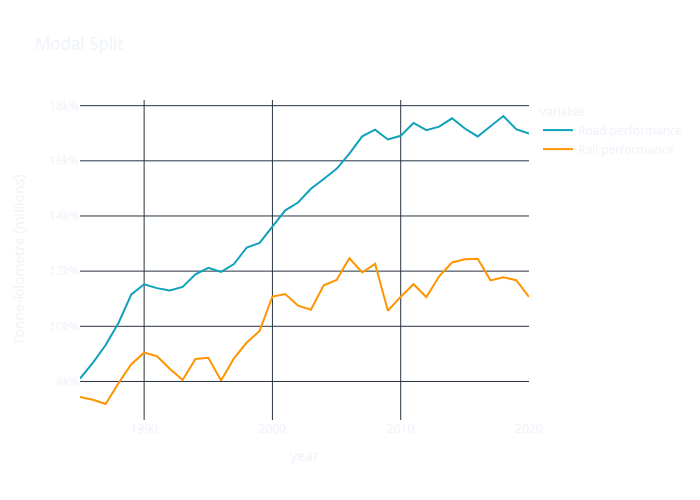 Modal Split
Tonne-kilometre (millions)
18k%
16k%
14k%
12k%
10k%
8k%
1990
2000
2010
2020
year
variable
Road performance
Rail performance